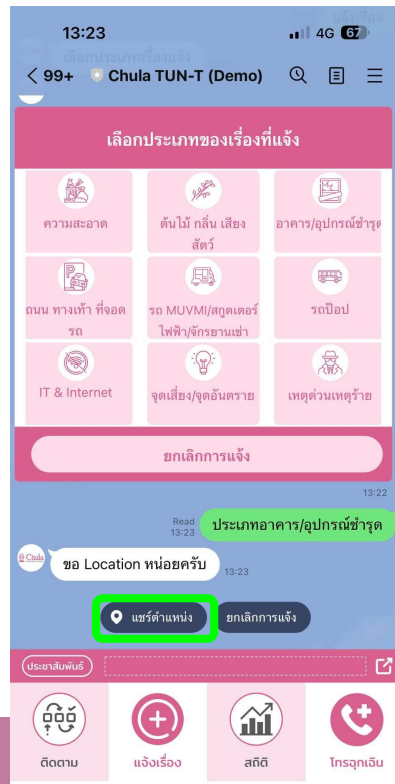 13:23
4G 67
99+ Chula TUN-T (Demo)
เลือกประเภทของเรื่องที่แจ้ง
ความสะอาด
ต้นไม้ กลิ่น เสียง
สัตว์
อาคาร/อุปกรณ์ชำรุด
ถนน ทางเท้า ที่จอด
รถ
รถ MUVMI/สกูตเตอร์
ไฟฟ้า/จักรยานเช่า
รถป๊อป
IT & Internet
จุดเสี่ยง/จุดอันตราย
เหตุด่วนเหตุร้าย
ยกเลิกการแจ้ง
13:22
Read
13:23
ประเภทอาคาร/อุปกรณ์ชำรุด
Chula
ขอ Location หน่อยครับ
13:23
แชร์ตำแหน่ง
ยกเลิกการแจ้ง
ประชาสัมพันธ์
ติดตาม
แจ้งเรื่อง
สถิติ
โทรฉุกเฉิน